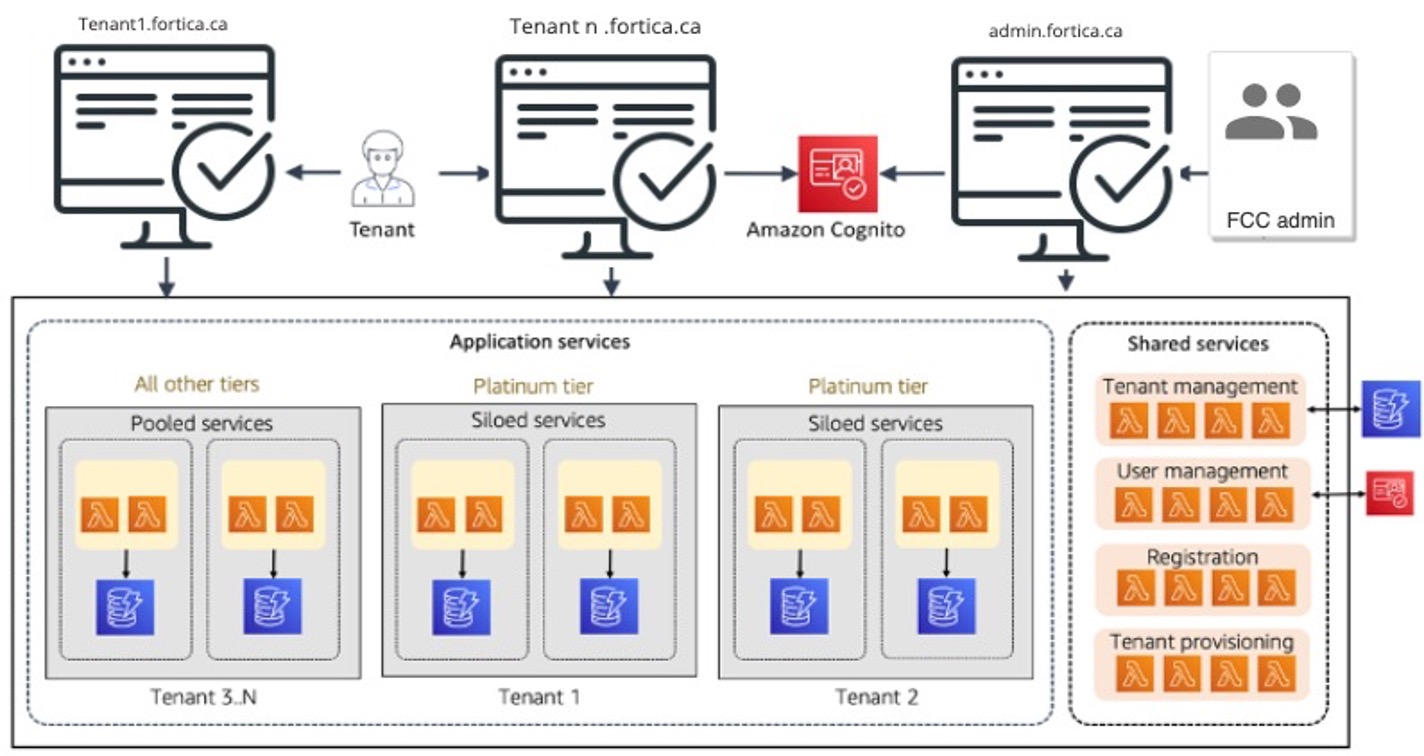 Tenant1.fortica.ca
Tenant n .fortica.ca
admin.fortica.ca
Tenant
Amazon Cognito
FCC admin
Application services
Shared services
All other tiers
Platinum tier
Platinum tier
Pooled services
Siloed services
Siloed services
Tenant 3..N
Tenant 1
Tenant 2
Tenant management
User management
Registration
Tenant provisioning